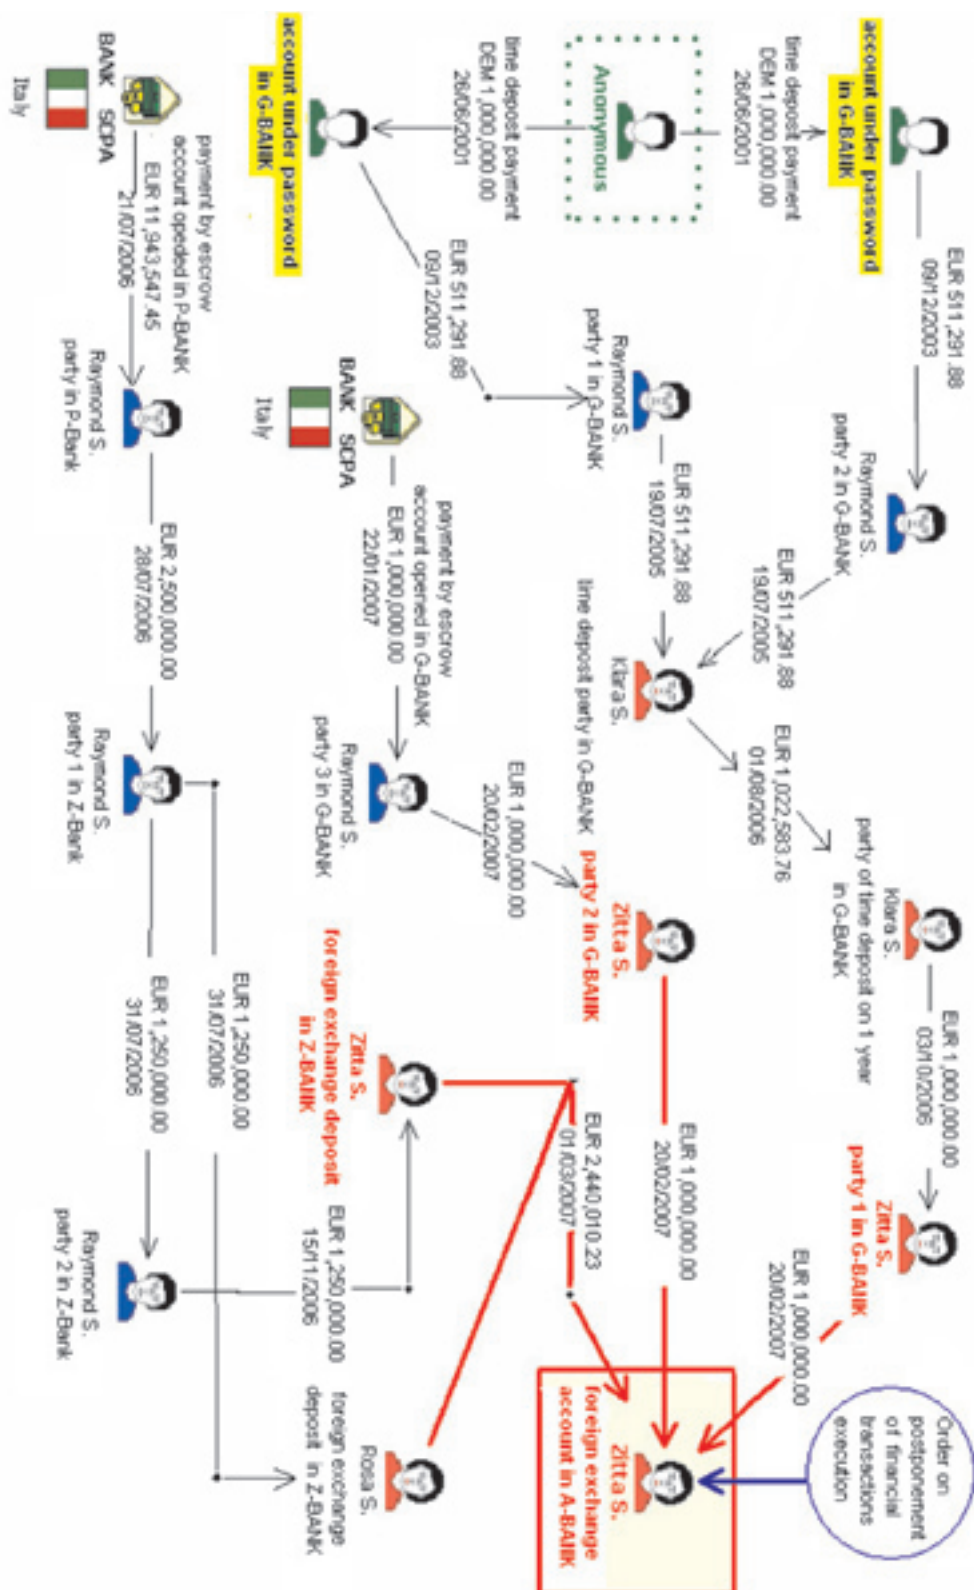 account under password
in G-BANK
EUR 511,291.88
09/12/2003
Raymond S.
party 2 in G-BANK
time deposit payment
DEM 1,000,000.00
26/06/2001
Anonymous
time deposit payment
DEM 1,000,000.00
26/06/2001
account under password
in G-BANK
EUR 511,291.88
09/12/2003
Raymond S.
party 1 in G-BANK
EUR 511,291.88
19/07/2005
EUR 511,291.88
19/07/2005
Klara S.
time deposit party in G-BANK
EUR 1,022,583.76
01/08/2006
Klara S.
party of time deposit on 1 year
in G-BANK
EUR 1,000,000.00
03/10/2006
Zitta S.
party 1 in G-BANK
EUR 1,000,000.00
20/02/2007
Order on
postponement
of financial
transactions
execution
BANK SCPA
Italy
payment by escrow
account opened in G-BANK
EUR 1,000,000.00
22/01/2007
Raymond S.
party 3 in G-BANK
EUR 1,000,000.00
20/02/2007
Zitta S.
party 2 in G-BANK
EUR 1,000,000.00
20/02/2007
Zitta S.
foreign exchange
account in A-BANK
EUR 2,440,010.23
01/03/2007
Zitta S.
foreign exchange deposit
in Z-BANK
EUR 1,250,000.00
15/11/2006
Rosa S.
foreign exchange
deposit in Z-BANK
BANK SCPA
Italy
payment by escrow
account opeded in P-BANK
EUR 11,943,547.45
21/07/2006
Raymond S.
party in P-Bank
EUR 2,500,000.00
28/07/2006
Raymond S.
party 1 in Z-Bank
EUR 1,250,000.00
31/07/2006
EUR 1,250,000.00
31/07/2006
Raymond S.
party 2 in Z-Bank